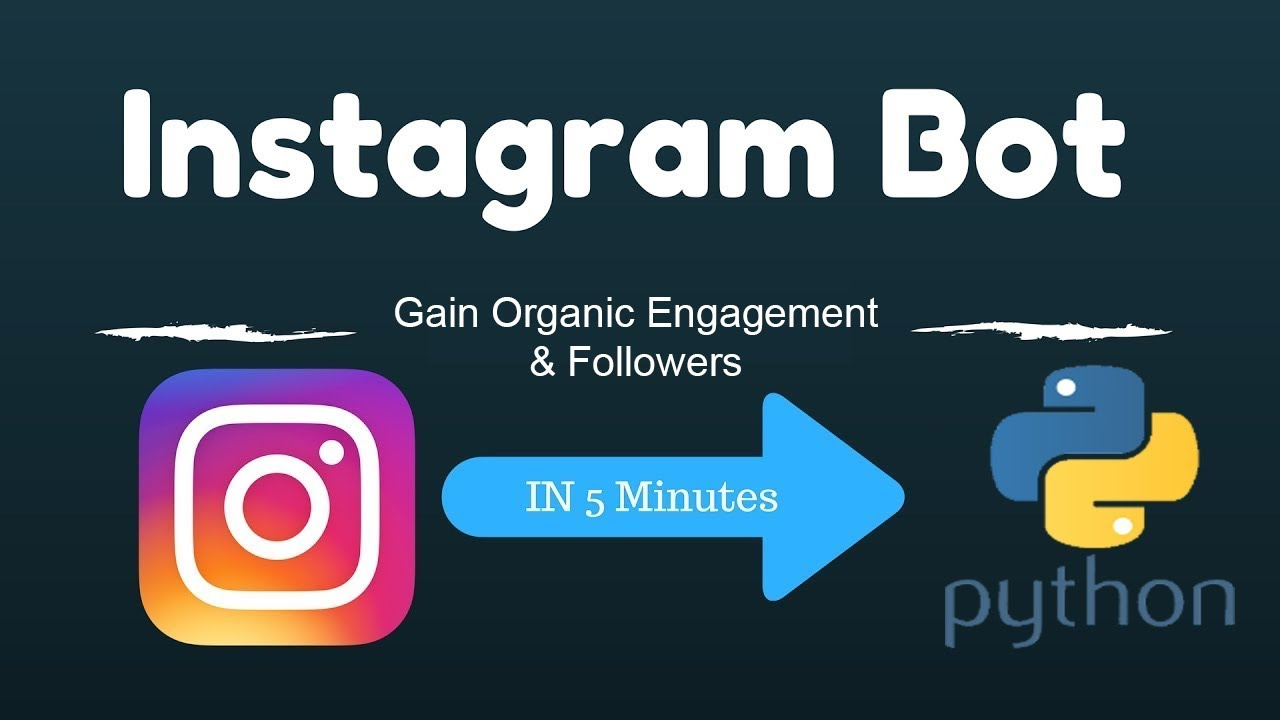 Instagram Bot
Gain Organic Engagement
& Followers
IN 5 Minutes
python